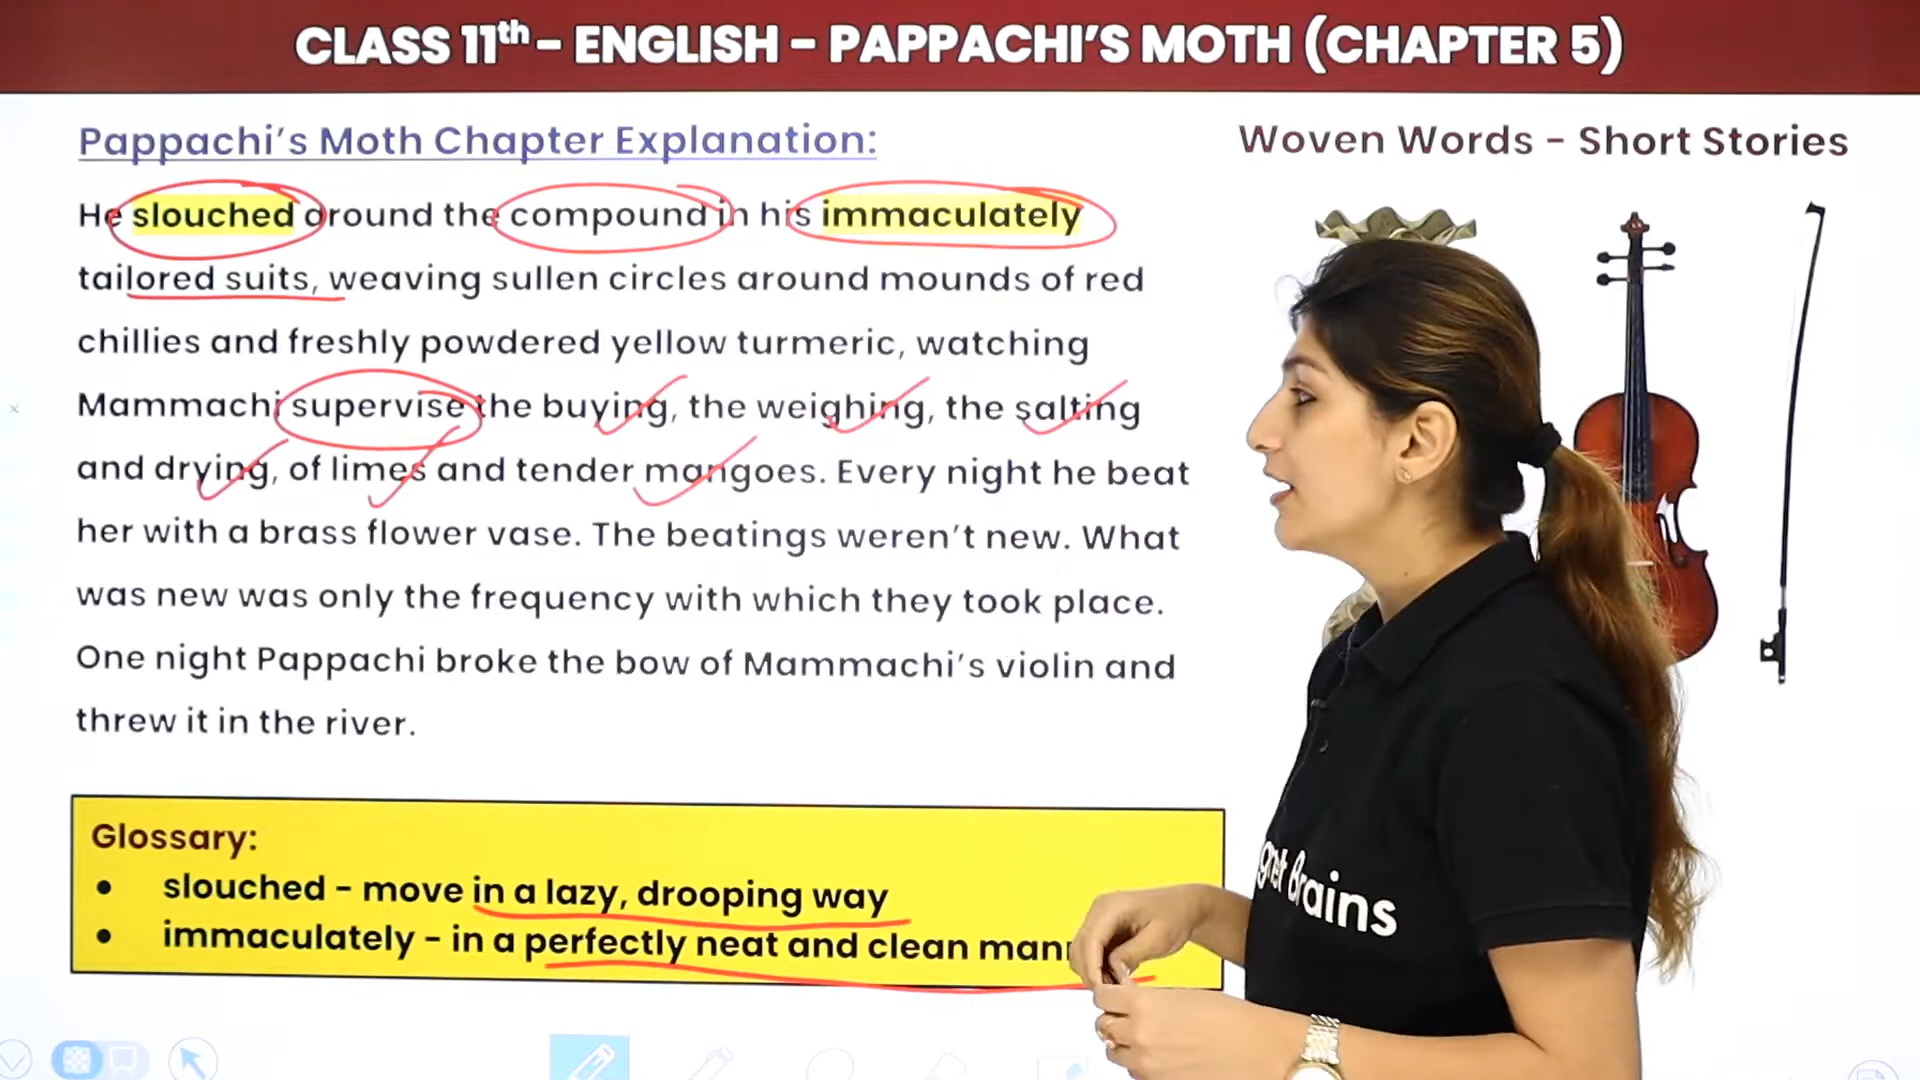 CLASS 11th – ENGLISH – PAPPACHI'S MOTH (CHAPTER 5)
Pappachi's Moth Chapter Explanation:
Woven Words – Short Stories
He slouched around the compound in his immaculately
tailored suits, weaving sullen circles around mounds of red
chillies and freshly powdered yellow turmeric, watching
Mammachi supervise the buying, the weighing, the salting
and drying, of limes and tender mangoes. Every night he beat
her with a brass flower vase. The beatings weren't new. What
was new was only the frequency with which they took place.
One night Pappachi broke the bow of Mammachi's violin and
threw it in the river.
Glossary:
• slouched – move in a lazy, drooping way
• immaculately – in a perfectly neat and clean
Brains